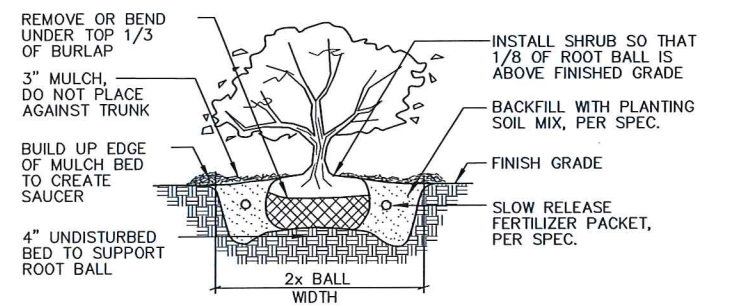 REMOVE OR BEND
UNDER TOP 1/3
OF BURLAP
3" MULCH,
DO NOT PLACE
AGAINST TRUNK
BUILD UP EDGE
OF MULCH BED
TO CREATE
SAUCER
4" UNDISTURBED
BED TO SUPPORT
ROOT BALL
2x BALL
WIDTH
INSTALL SHRUB SO THAT
1/8 OF ROOT BALL IS
ABOVE FINISHED GRADE
BACKFILL WITH PLANTING
SOIL MIX, PER SPEC.
FINISH GRADE
SLOW RELEASE
FERTILIZER PACKET,
PER SPEC.